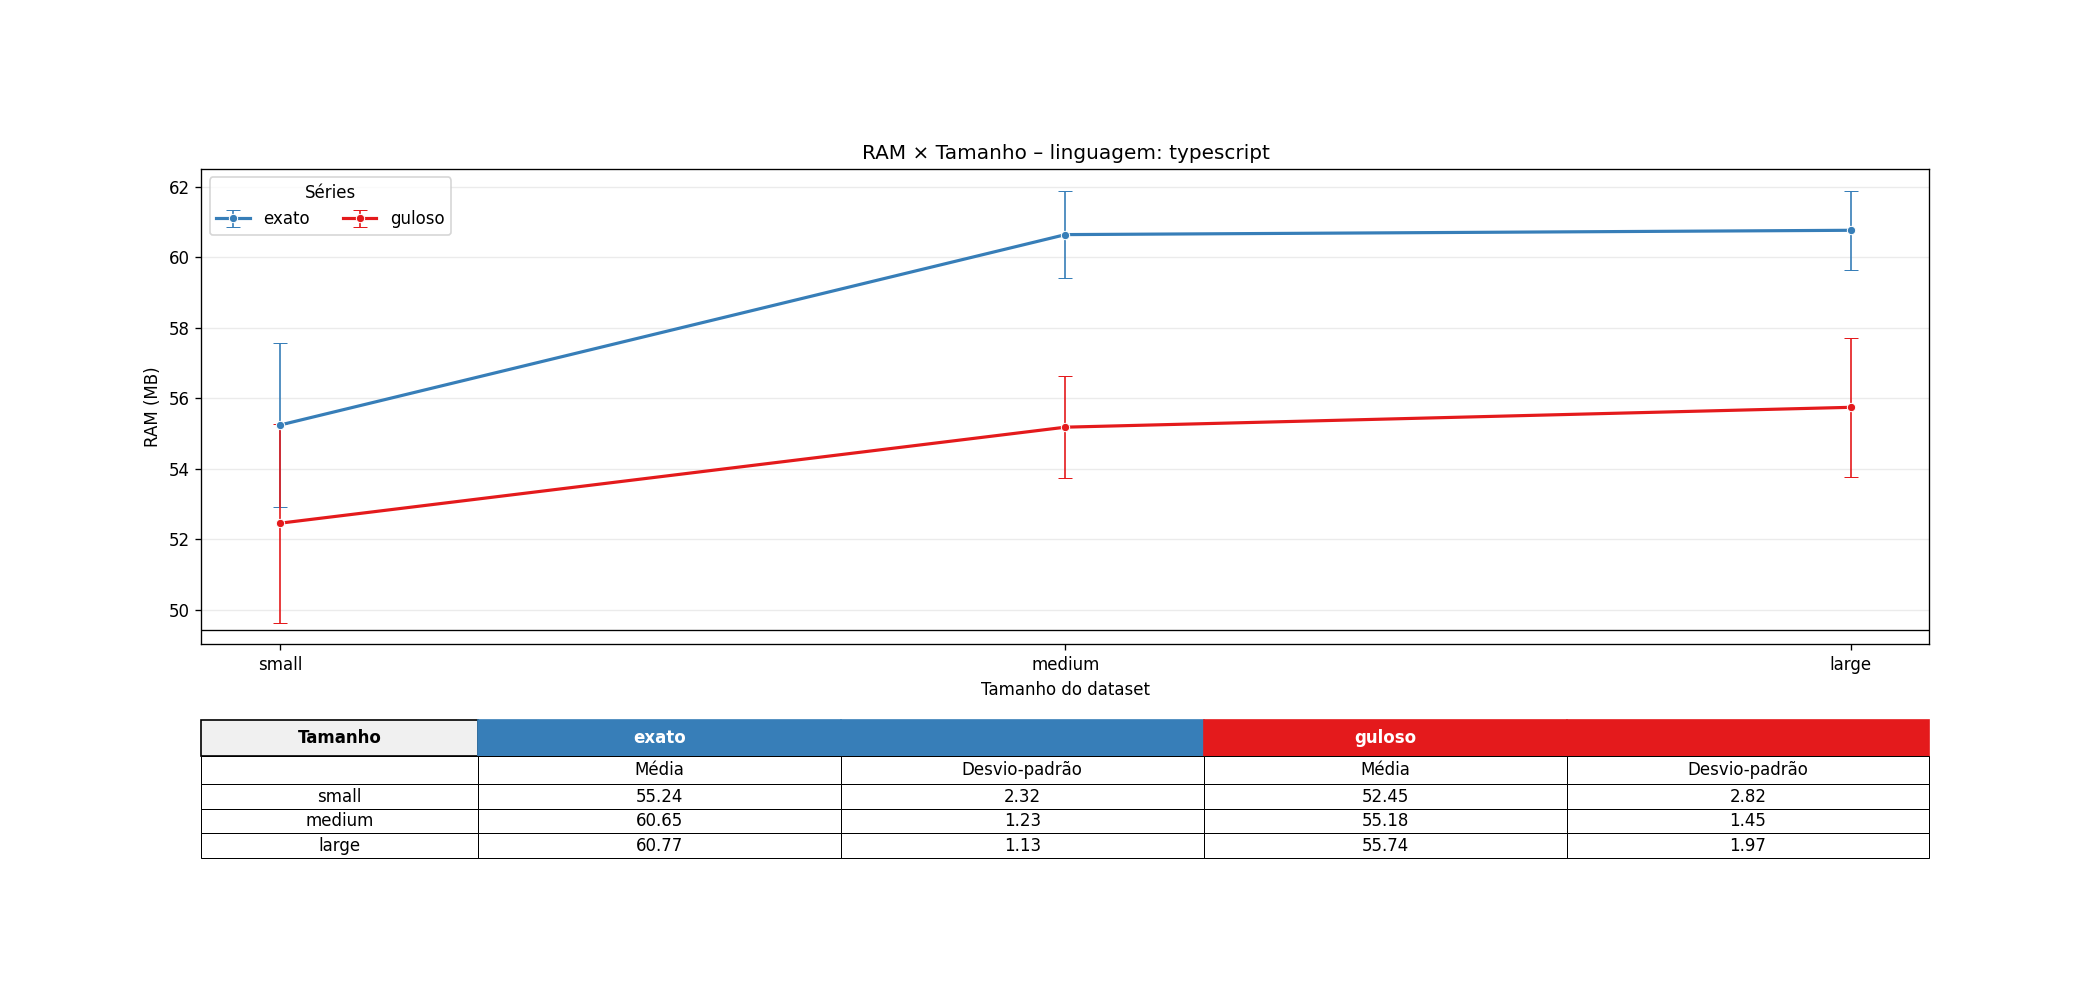 RAM × Tamanho – linguagem: typescript
Séries
exato guloso
RAM (MB)
62
60
58
56
54
52
50
small medium large
Tamanho do dataset
Tamanho exato guloso
Média Desvio-padrão Média Desvio-padrão
small 55.24 2.32 52.45 2.82
medium 60.65 1.23 55.18 1.45
large 60.77 1.13 55.74 1.97